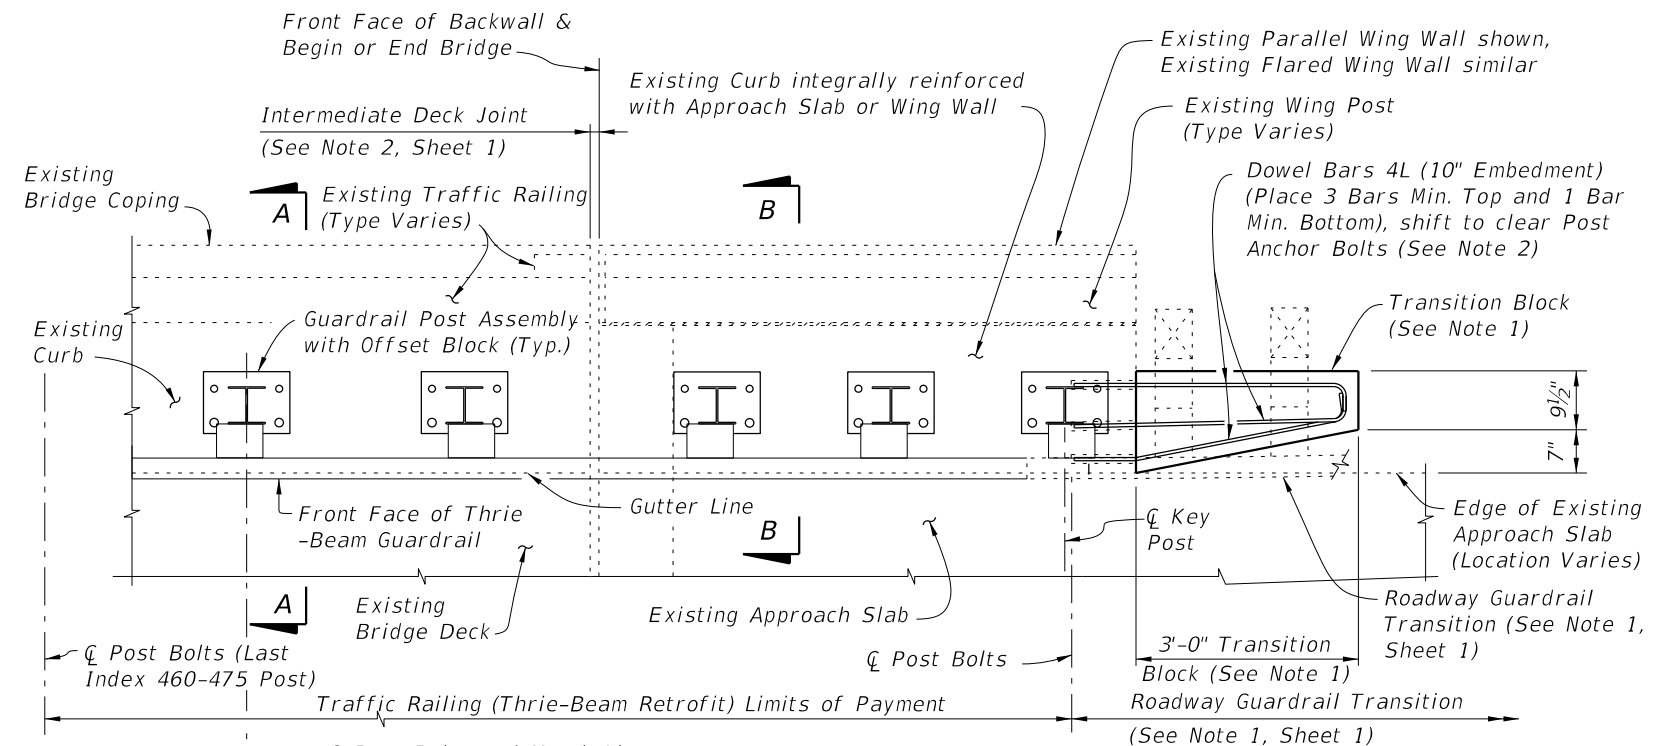 Front Face of Backwall &
Begin or End Bridge
Existing Parallel Wing Wall shown,
Existing Flared Wing Wall similar
Existing Curb integrally reinforced
with Approach Slab or Wing Wall
Existing Wing Post
(Type Varies)
Intermediate Deck Joint
(See Note 2, Sheet 1)
Existing
Bridge Coping
A
Existing Traffic Railing
(Type Varies)
B
Dowel Bars 4L (10" Embedment)
(Place 3 Bars Min. Top and 1 Bar
Min. Bottom), shift to clear Post
Anchor Bolts (See Note 2)
Transition Block
(See Note 1)
Existing
Curb
Guardrail Post Assembly
with Offset Block (Typ.)
9½"
7"
Front Face of Thrie
-Beam Guardrail
Gutter Line
B
℄ Key
Post
Edge of Existing
Approach Slab
(Location Varies)
A
Existing
Bridge Deck
Existing Approach Slab
Roadway Guardrail
Transition (See Note 1,
Sheet 1)
℄ Post Bolts (Last
Index 460-475 Post)
℄ Post Bolts
3'-0" Transition
Block (See Note 1)
Traffic Railing (Thrie-Beam Retrofit) Limits of Payment
Roadway Guardrail Transition
(See Note 1, Sheet 1)